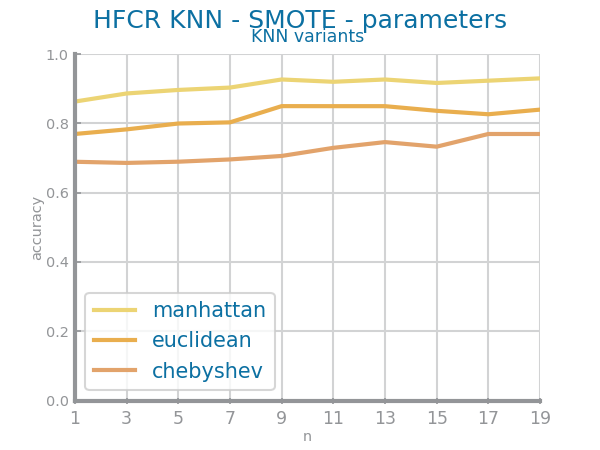 HFCR KNN - SMOTE - parameters
KNN variants
1.0
0.8
0.6
0.4
0.2
0.0
accuracy
manhattan
euclidean
chebyshev
1 3 5 7 9 11 13 15 17 19
n